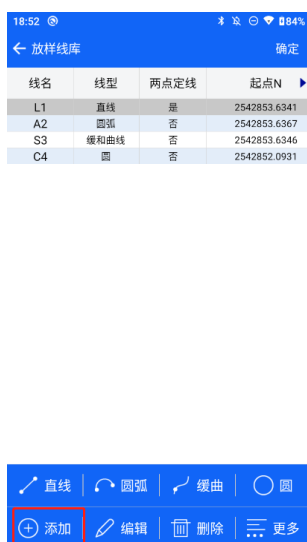 18:52 84%
放样线库 确定
线名 线型 两点定线 起点N
L1 直线 是 2542853.6341
A2 圆弧 否 2542853.6367
S3 缓和曲线 否 2542853.6346
C4 圆 否 2542852.0931
直线 圆弧 缓曲 圆
添加 编辑 删除 更多